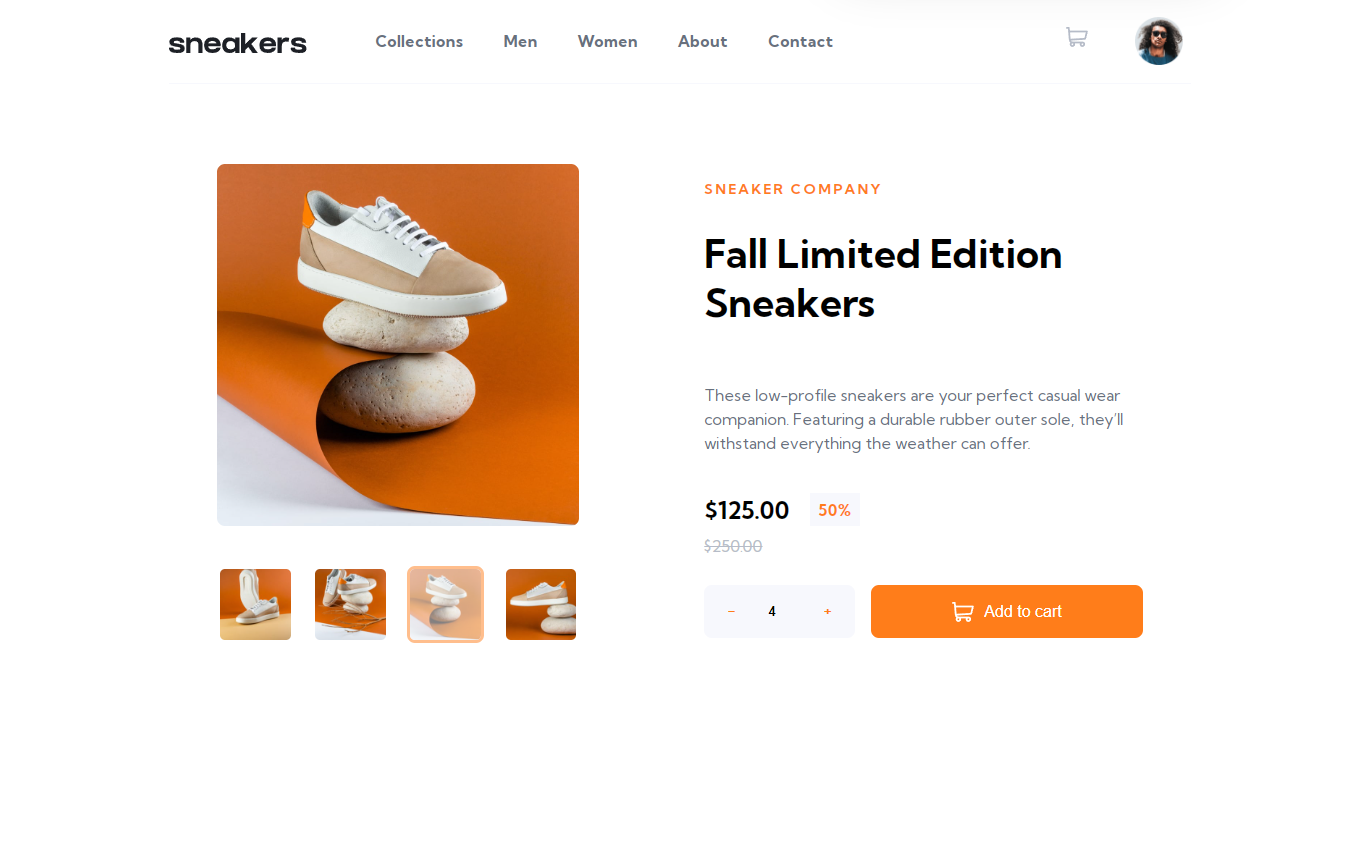 sneakers
Collections Men Women About Contact
SNEAKER COMPANY
Fall Limited Edition
Sneakers
These low-profile sneakers are your perfect casual wear
companion. Featuring a durable rubber outer sole, they'll
withstand everything the weather can offer.
$125.00 50%
$250.00
− 4 + Add to cart